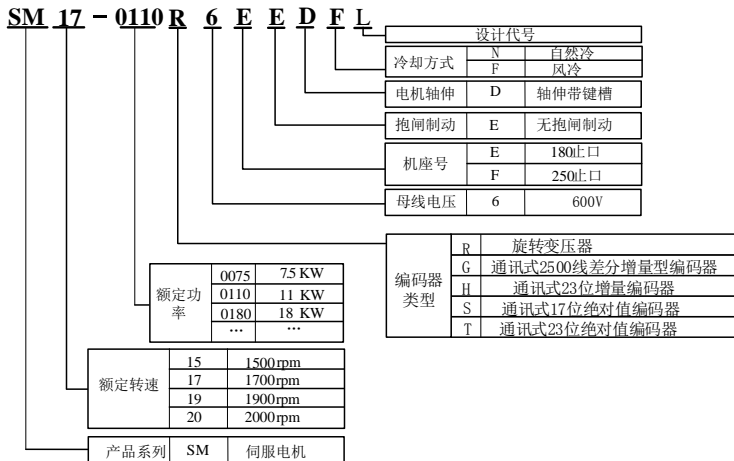 SM 17-0110 R 6 E E D F L
设计代号
冷却方式 N 自然冷
F 风冷
电机轴伸 D 轴伸带键槽
抱闸制动 E 无抱闸制动
机座号 E 180止口
F 250止口
母线电压 6 600V
编码器类型 R 旋转变压器
G 通讯式2500线差分增量型编码器
H 通讯式23位增量编码器
S 通讯式17位绝对值编码器
T 通讯式23位绝对值编码器
额定功率 0075 7.5 KW
0110 11 KW
0180 18 KW
… …
额定转速 15 1500rpm
17 1700rpm
19 1900rpm
20 2000rpm
产品系列 SM 伺服电机